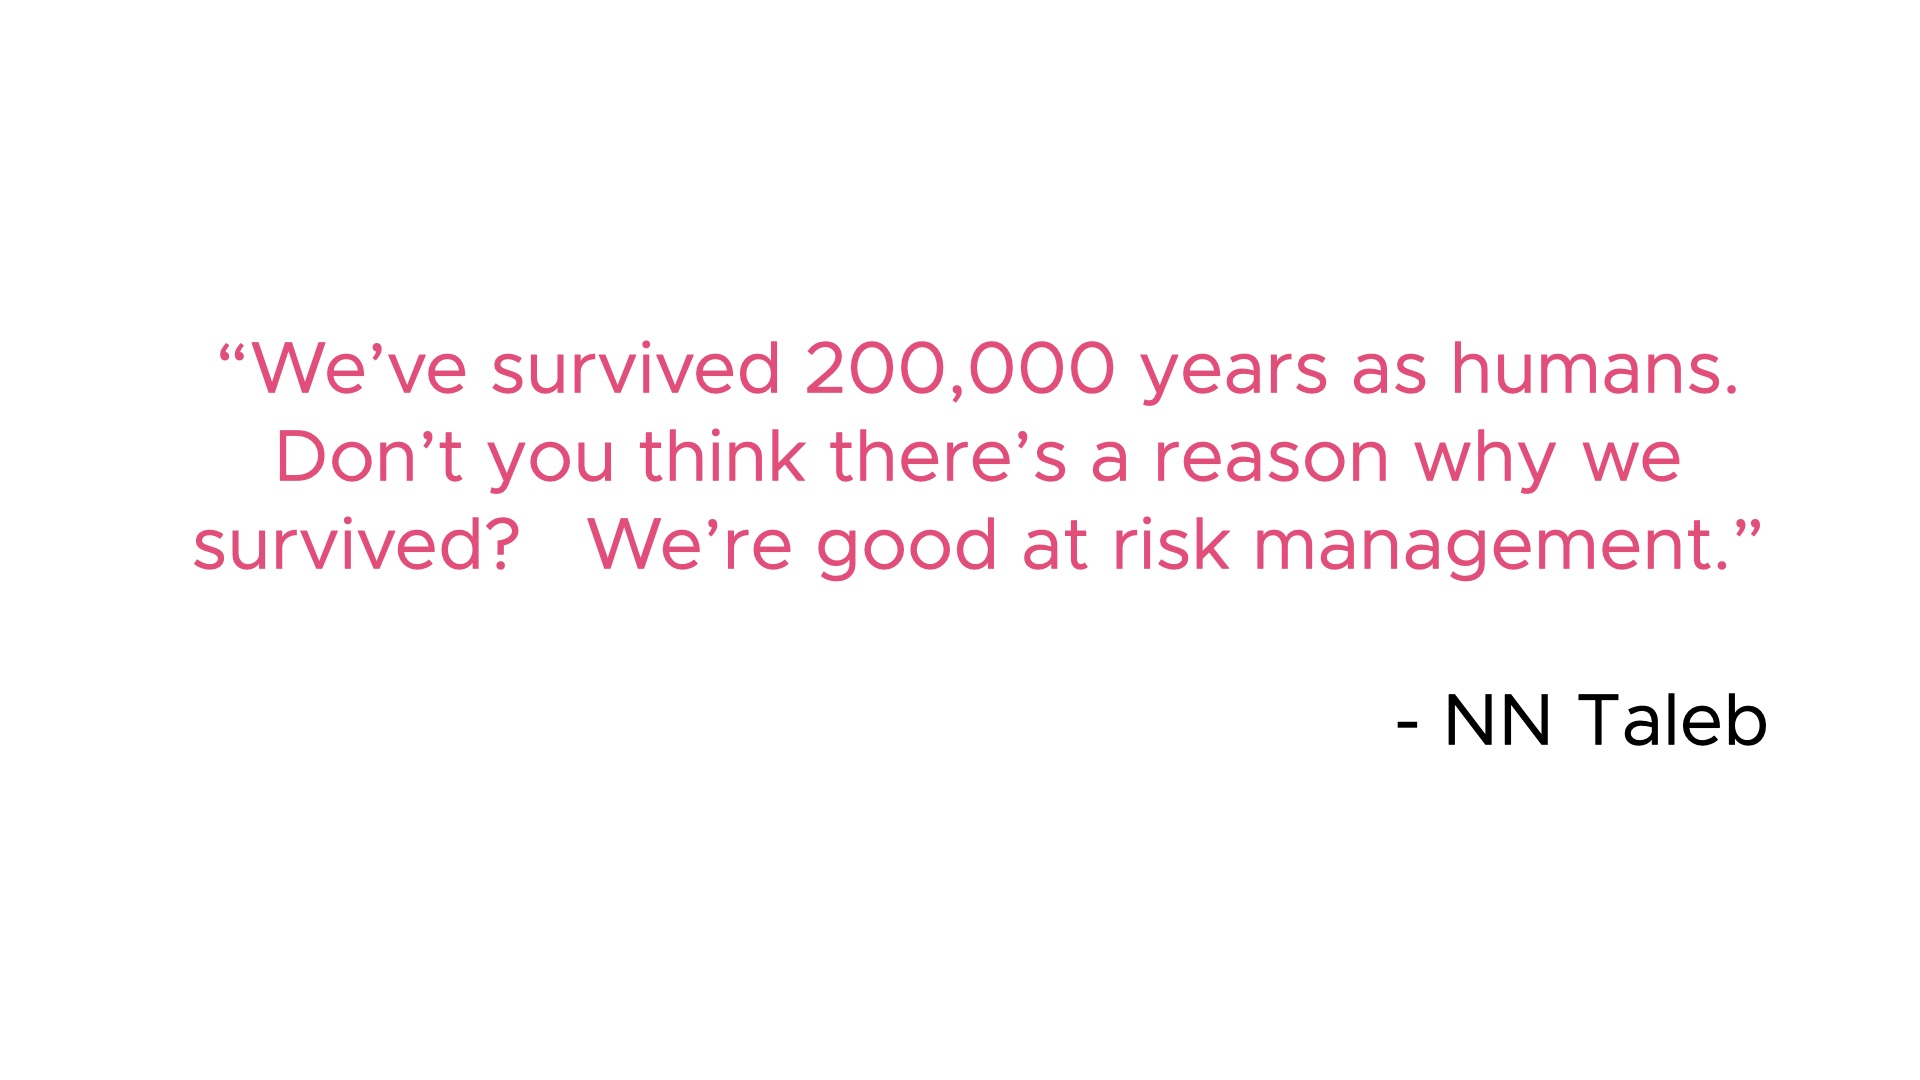 “We’ve survived 200,000 years as humans.
Don’t you think there’s a reason why we
survived?   We’re good at risk management.”
- NN Taleb